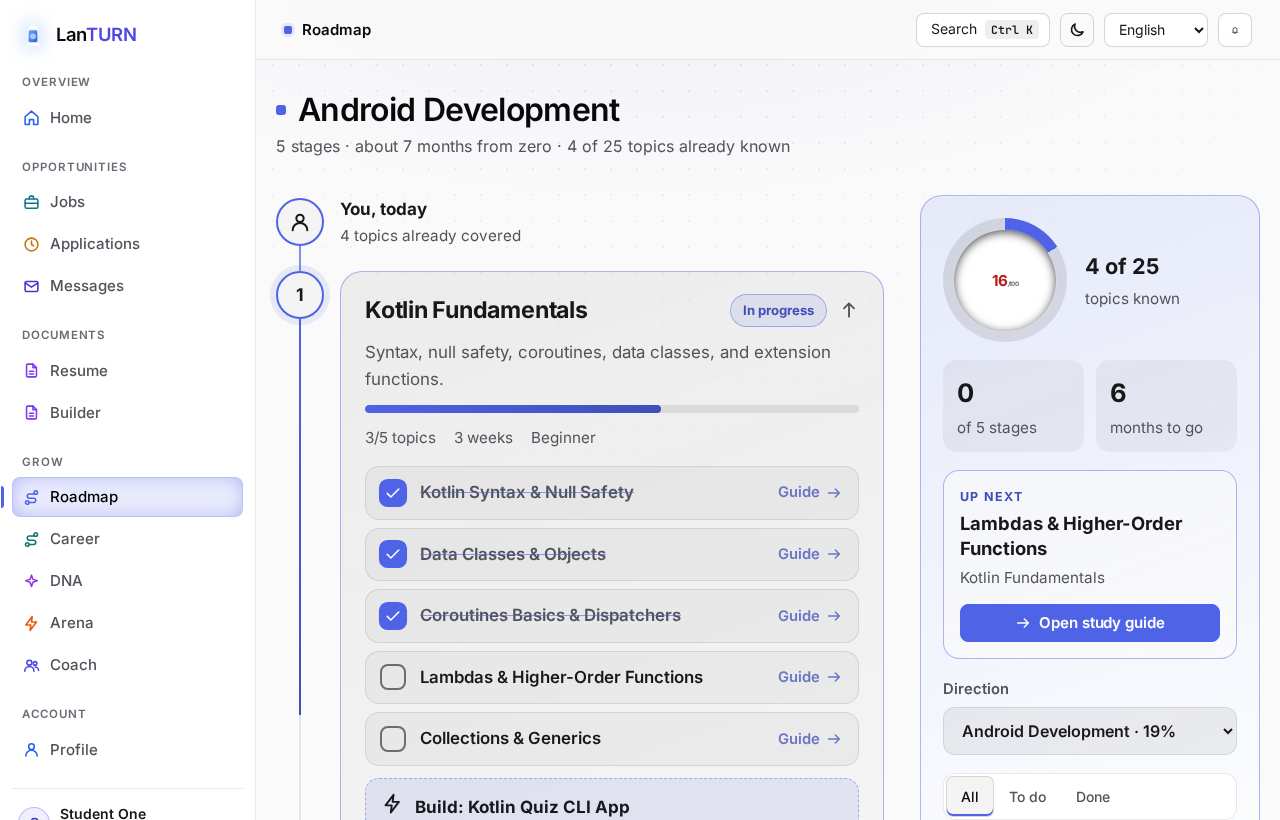 LanTURN
OVERVIEW
Home
OPPORTUNITIES
Jobs
Applications
Messages
DOCUMENTS
Resume
Builder
GROW
Roadmap
Career
DNA
Arena
Coach
ACCOUNT
Profile
Student One
Roadmap
Search Ctrl K
English
Android Development
5 stages · about 7 months from zero · 4 of 25 topics already known
You, today
4 topics already covered
1
Kotlin Fundamentals
In progress
Syntax, null safety, coroutines, data classes, and extension
functions.
3/5 topics 3 weeks Beginner
Kotlin Syntax & Null Safety Guide →
Data Classes & Objects Guide →
Coroutines Basics & Dispatchers Guide →
Lambdas & Higher-Order Functions Guide →
Collections & Generics Guide →
Build: Kotlin Quiz CLI App
16/100
4 of 25
topics known
0
of 5 stages
6
months to go
UP NEXT
Lambdas & Higher-Order
Functions
Kotlin Fundamentals
→ Open study guide
Direction
Android Development · 19%
All To do Done